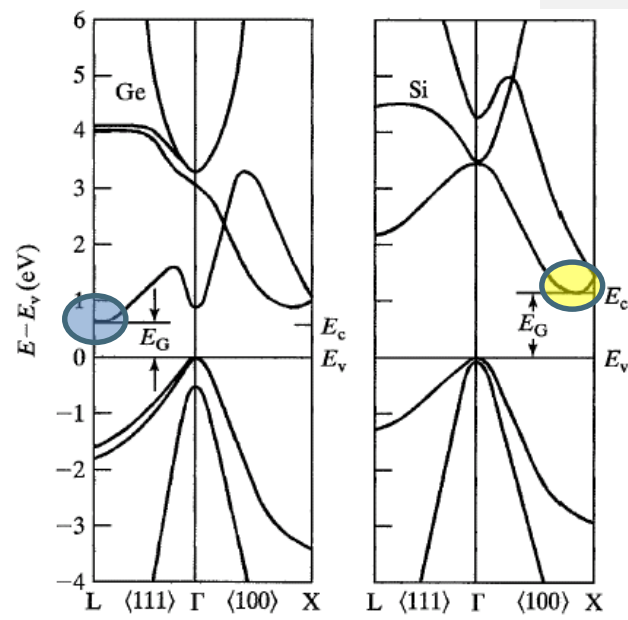 6
5
4
3
2
1
0
−1
−2
−3
−4
E − Ev (eV)
Ge
EG
Ec
Ev
L ⟨111⟩ Γ ⟨100⟩ X
Si
EG
Ec
Ev
L ⟨111⟩ Γ ⟨100⟩ X